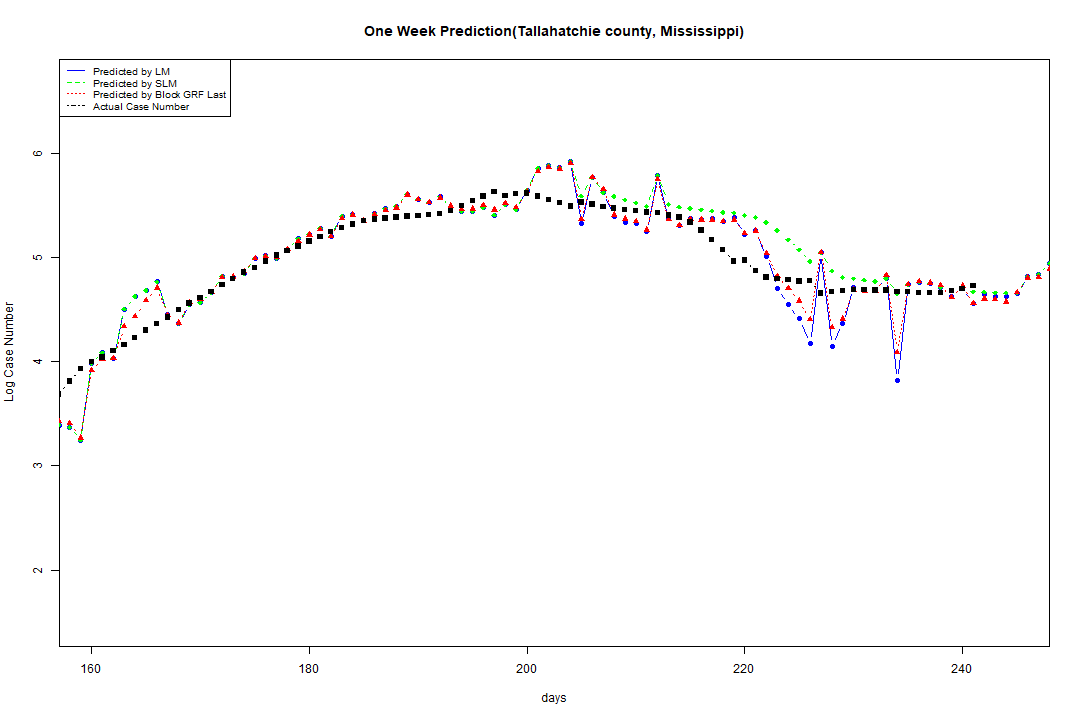 One Week Prediction(Tallahatchie county, Mississippi)
Predicted by LM
Predicted by SLM
Predicted by Block GRF Last
Actual Case Number
Log Case Number
6
5
4
3
2
160 180 200 220 240
days